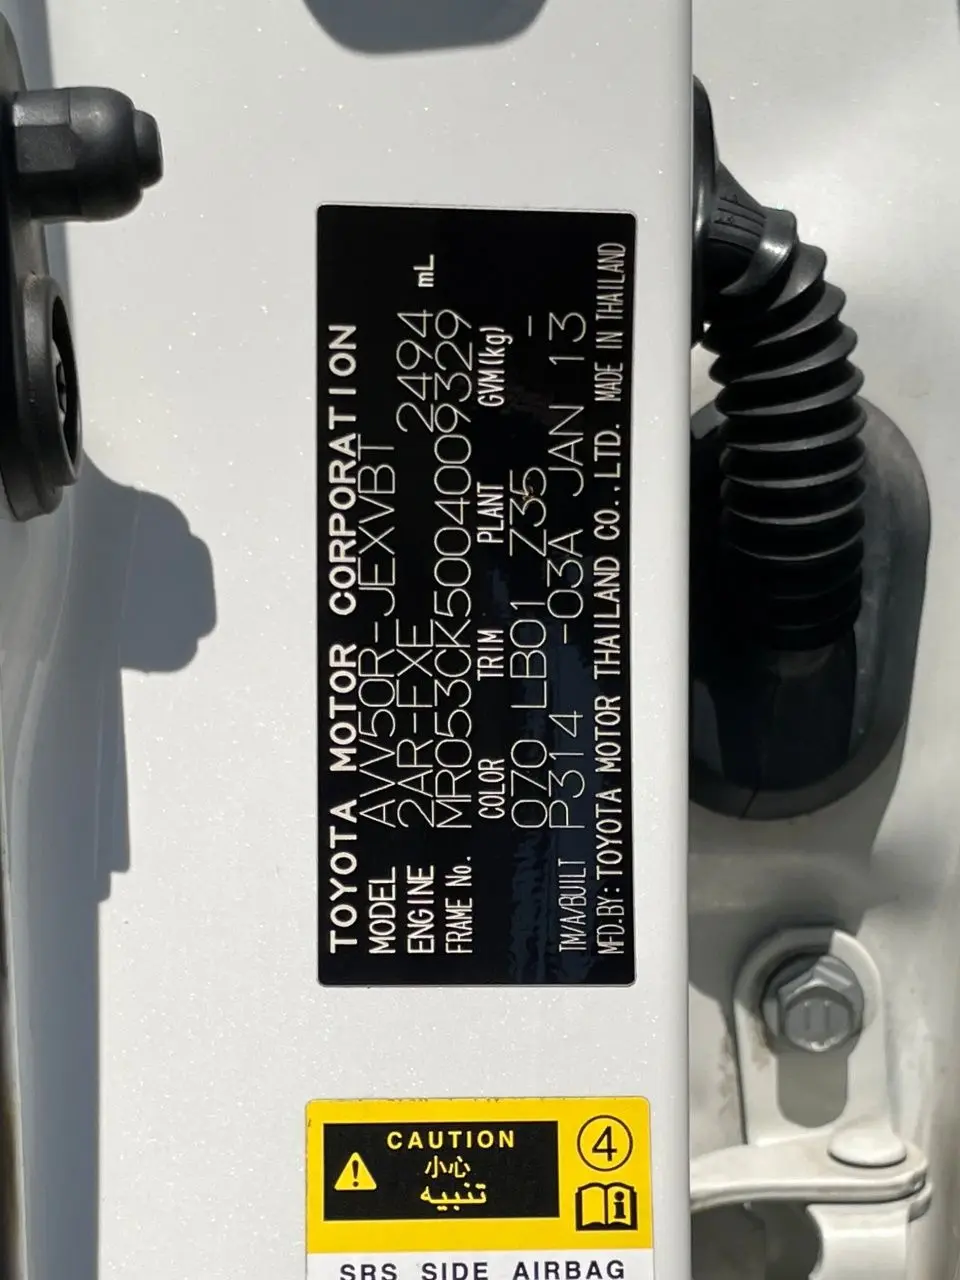 TOYOTA MOTOR CORPORATION
MODEL AVV50R-JEXVBT
ENGINE 2AR-FXE 2494 mL
FRAME No. MR053CK5004009329
COLOR TRIM PLANT GVM(kg)
070 LB01 Z35 -
TM/A/BUILT P314 -03A JAN 13
MFD.BY: TOYOTA MOTOR THAILAND CO., LTD. MADE IN THAILAND
CAUTION
小心
تنبيه
4
i
SRS SIDE AIRBAG